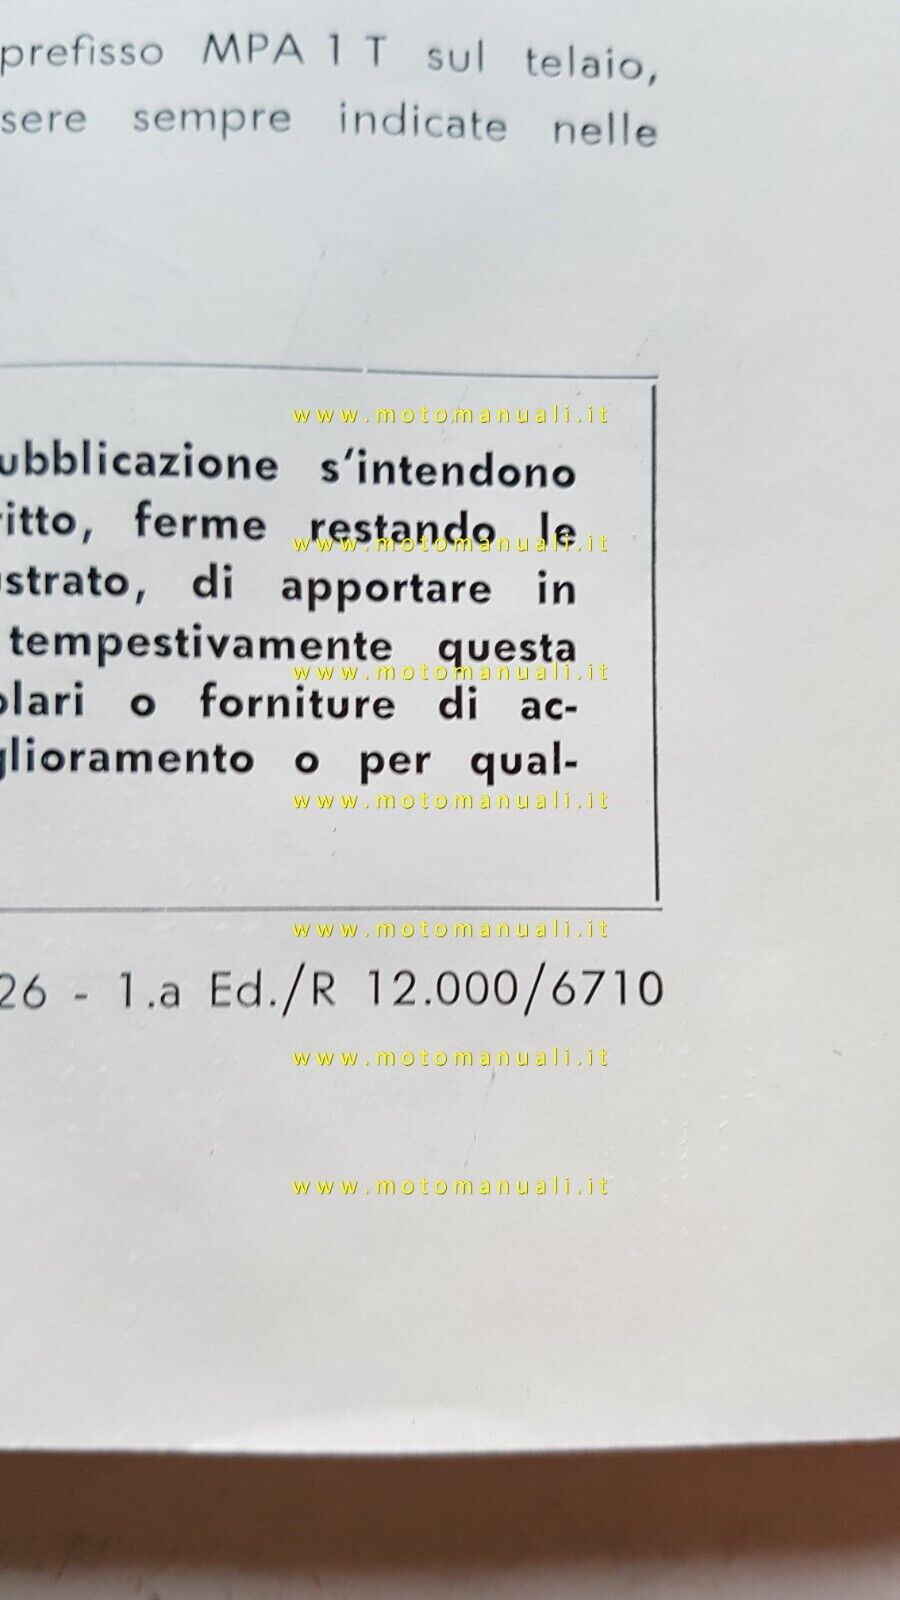 prefisso MPA 1 T sul telaio,
sere sempre indicate nelle
www.motomanuali.it
ubblicazione s'intendono
itto, ferme restando le
www.motomanuali.it
strato, di apportare in
tempestivamente questa
www.motomanuali.it
olari o forniture di ac-
glioramento o per qual-
www.motomanuali.it
www.motomanuali.it
26 - 1.a Ed./R 12.000/6710
www.motomanuali.it
www.motomanuali.it